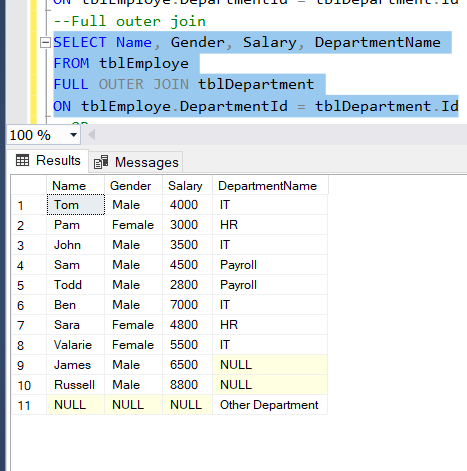 ON tblEmploye.DepartmentId = tblDepartment.Id
--Full outer join
SELECT Name, Gender, Salary, DepartmentName
FROM tblEmploye
FULL OUTER JOIN tblDepartment
ON tblEmploye.DepartmentId = tblDepartment.Id
100 %
Results Messages
Name Gender Salary DepartmentName
1 Tom Male 4000 IT
2 Pam Female 3000 HR
3 John Male 3500 IT
4 Sam Male 4500 Payroll
5 Todd Male 2800 Payroll
6 Ben Male 7000 IT
7 Sara Female 4800 HR
8 Valarie Female 5500 IT
9 James Male 6500 NULL
10 Russell Male 8800 NULL
11 NULL NULL NULL Other Department